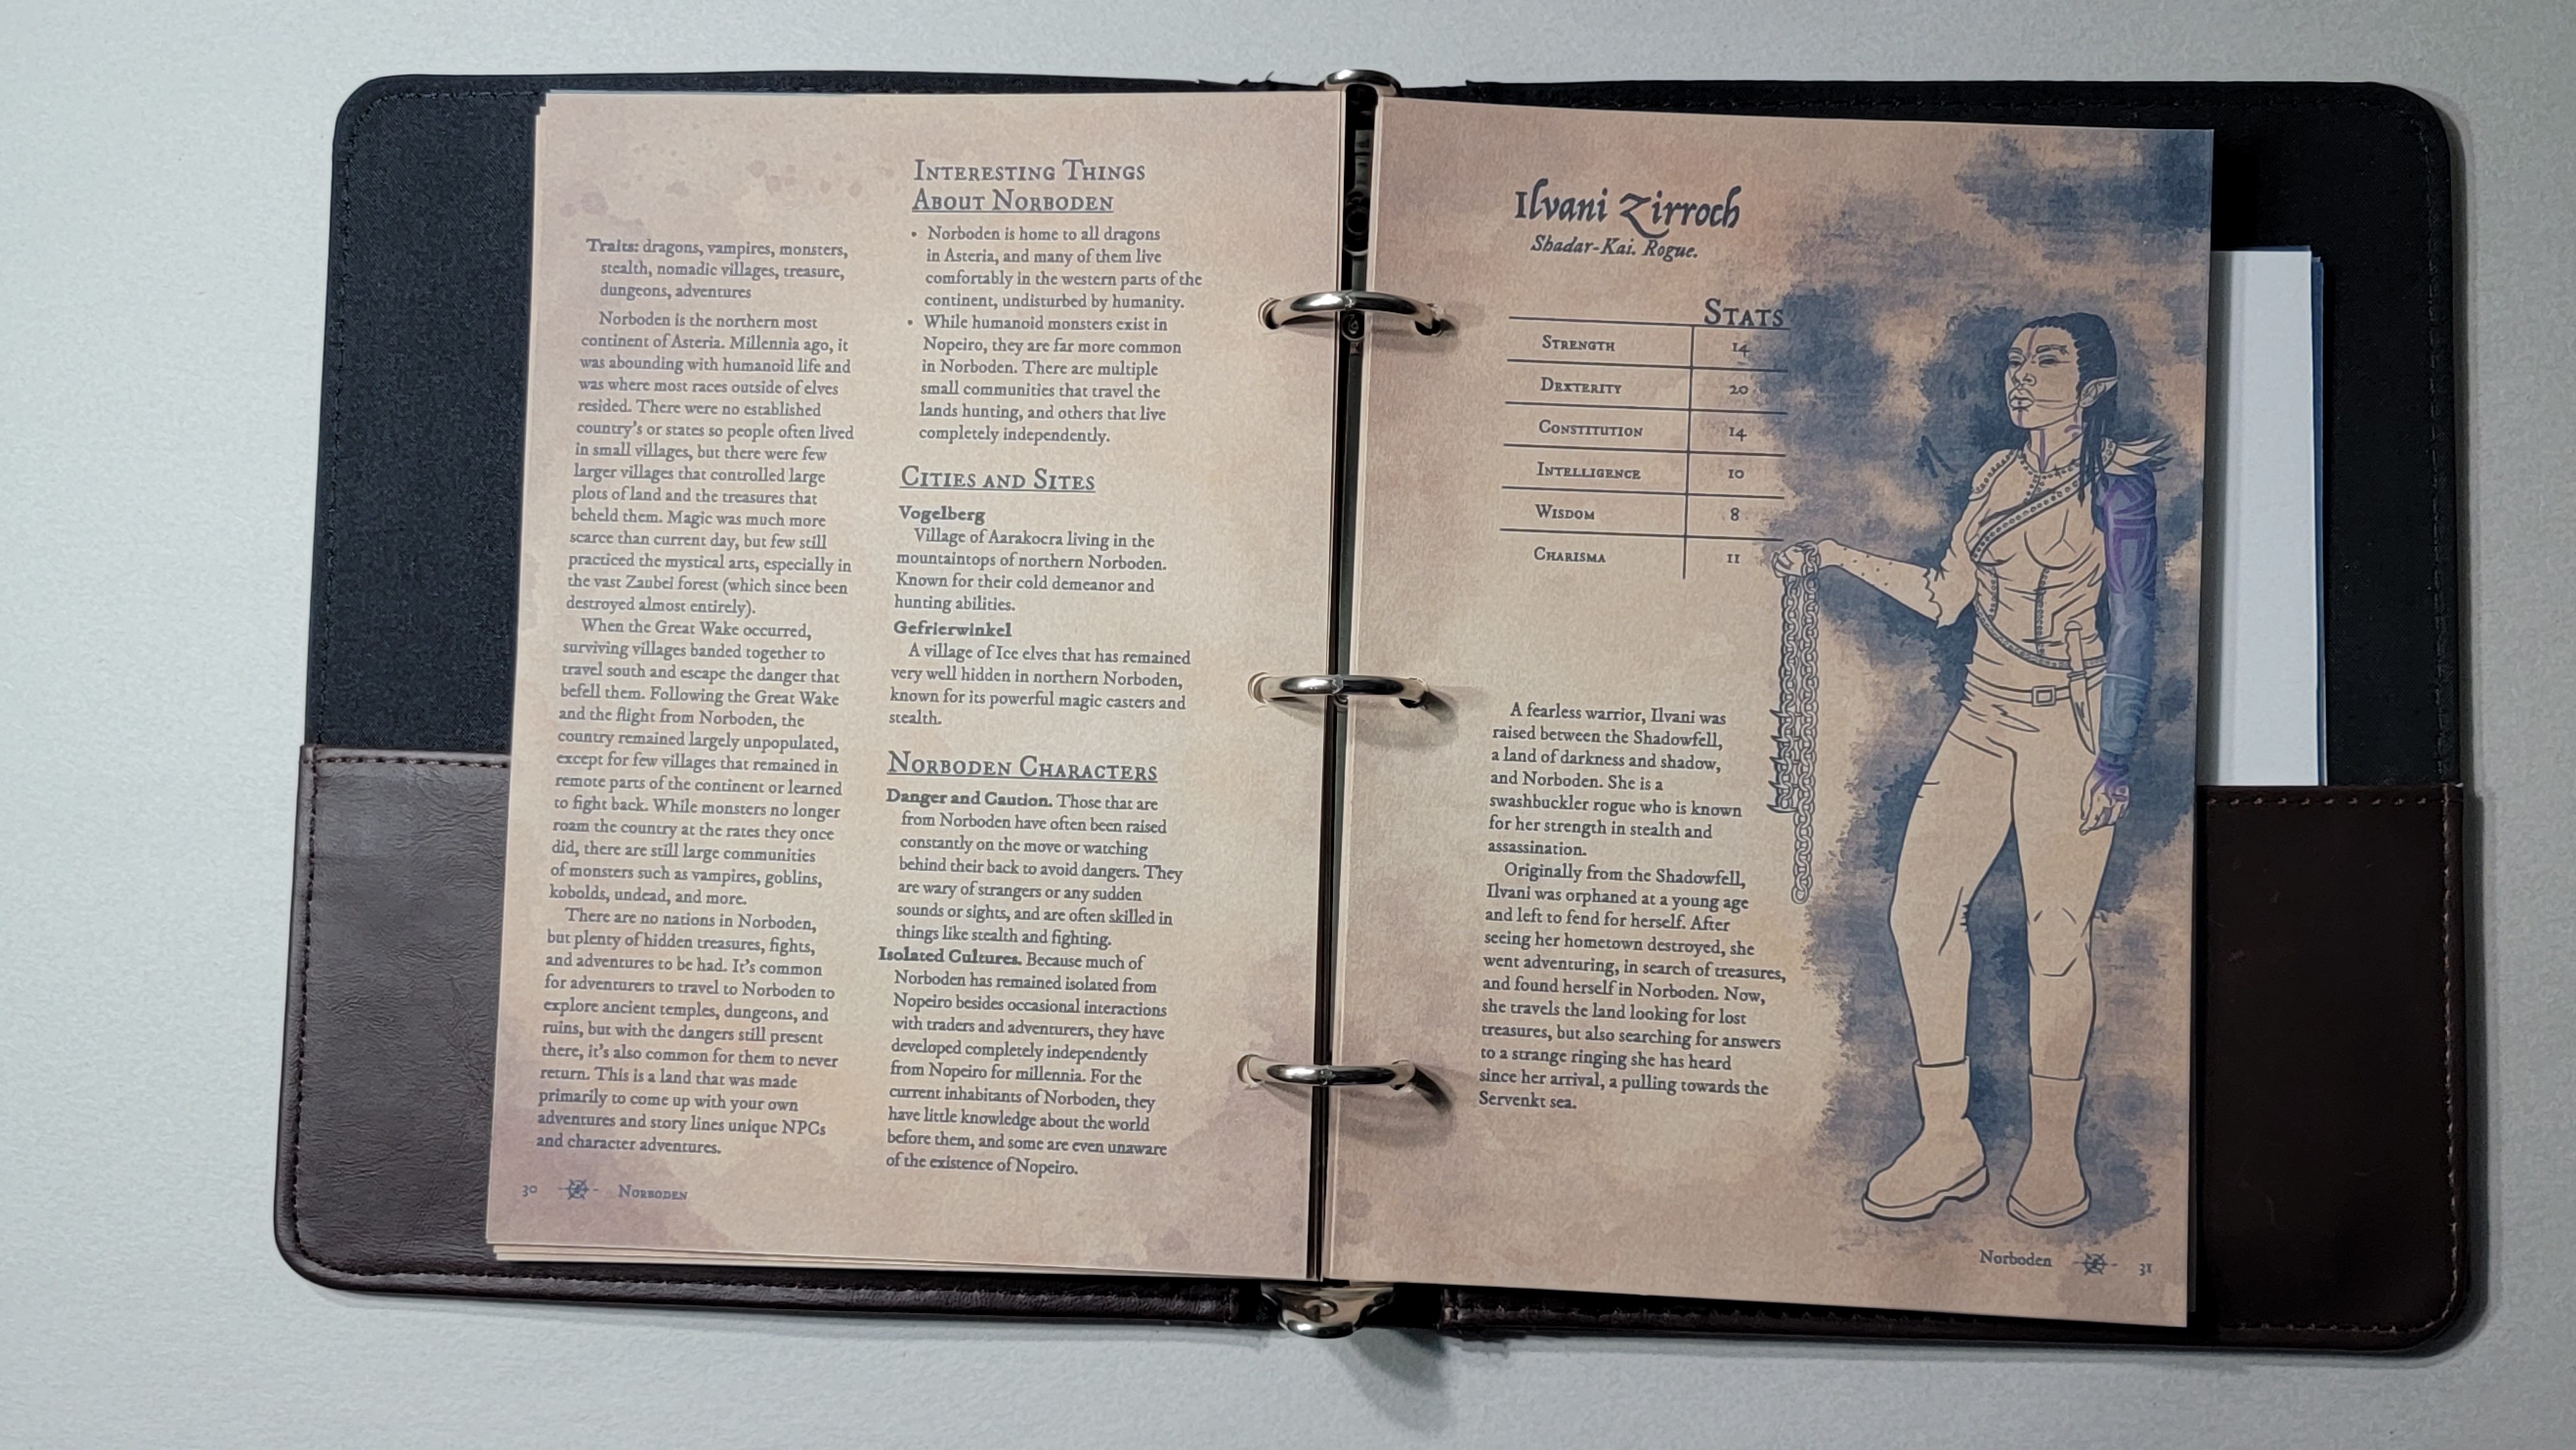 Traits: dragons, vampires, monsters,
stealth, nomadic villages, treasure,
dungeons, adventures
Norboden is the northern most
continent of Asteria. Millennia ago, it
was abounding with humanoid life and
was where most races outside of elves
resided. There were no established
country's or states so people often lived
in small villages, but there were few
larger villages that controlled large
plots of land and the treasures that
beheld them. Magic was much more
scarce than current day, but few still
practiced the mystical arts, especially in
the vast Zaubel forest (which since been
destroyed almost entirely).
When the Great Wake occurred,
surviving villages banded together to
travel south and escape the danger that
befell them. Following the Great Wake
and the flight from Norboden, the
country remained largely unpopulated,
except for few villages that remained in
remote parts of the continent or learned
to fight back. While monsters no longer
roam the country at the rates they once
did, there are still large communities
of monsters such as vampires, goblins,
kobolds, undead, and more.
There are no nations in Norboden,
but plenty of hidden treasures, fights,
and adventures to be had. It's common
for adventurers to travel to Norboden to
explore ancient temples, dungeons, and
ruins, but with the dangers still present
there, it's also common for them to never
return. This is a land that was made
primarily to come up with your own
adventures and story lines unique NPCs
and character adventures.
Interesting Things
About Norboden
• Norboden is home to all dragons
in Asteria, and many of them live
comforably in the western parts of the
continent, undisturbed by humanity.
• While humanoid monsters exist in
Nopeiro, they are far more common
in Norboden. There are multiple
small communities that travel the
lands hunting, and others that live
completely independently.
Cities and Sites
Vogelberg
Village of Aarakocra living in the
mountaintops of northern Norboden.
Known for their cold demeanor and
hunting abilities.
Gefrierwinkel
A village of Ice elves that has remained
very well hidden in northern Norboden,
known for its powerful magic casters and
stealth.
Norboden Characters
Danger and Caution. Those that are
from Norboden have often been raised
constantly on the move or watching
behind their back to avoid dangers. They
are wary of strangers or any sudden
sounds or sights, and are often skilled in
things like stealth and fighting.
Isolated Cultures. Because much of
Norboden has remained isolated from
Nopeiro besides occasional interactions
with traders and adventurers, they have
developed completely independently
from Nopeiro for millennia. For the
current inhabitants of Norboden, they
have little knowledge about the world
before them, and some are even unaware
of the existence of Nopeiro.
30 Norboden
Ilvani Zirroch
Shadar-Kai. Rogue.
Stats
Strength 14
Dexterity 20
Constitution 14
Intelligence 10
Wisdom 8
Charisma 11
A fearless warrior, Ilvani was
raised between the Shadowfell,
a land of darkness and shadow,
and Norboden. She is a
swashbuckler rogue who is known
for her strength in stealth and
assassination.
Originally from the Shadowfell,
Ilvani was orphaned at a young age
and left to fend for herself. After
seeing her hometown destroyed, she
went adventuring, in search of treasures,
and found herself in Norboden. Now,
she travels the land looking for lost
treasures, but also searching for answers
to a strange ringing she has heard
since her arrival, a pulling towards the
Servenkt sea.
Norboden 31